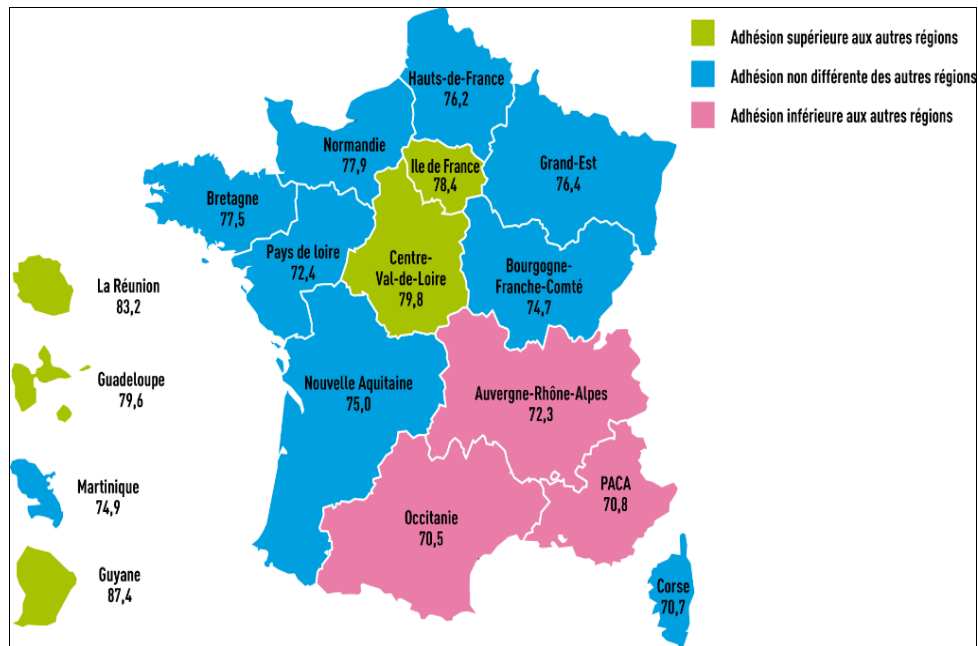 Adhésion supérieure aux autres régions
Adhésion non différente des autres régions
Adhésion inférieure aux autres régions
Hauts-de-France
76,2
Normandie
77,9
Ile de France
78,4
Grand-Est
76,4
Bretagne
77,5
Pays de loire
72,4
Centre-
Val-de-Loire
79,8
Bourgogne-
Franche-Comté
74,7
La Réunion
83,2
Guadeloupe
79,6
Nouvelle Aquitaine
75,0
Auvergne-Rhône-Alpes
72,3
Martinique
74,9
Occitanie
70,5
PACA
70,8
Guyane
87,4
Corse
70,7